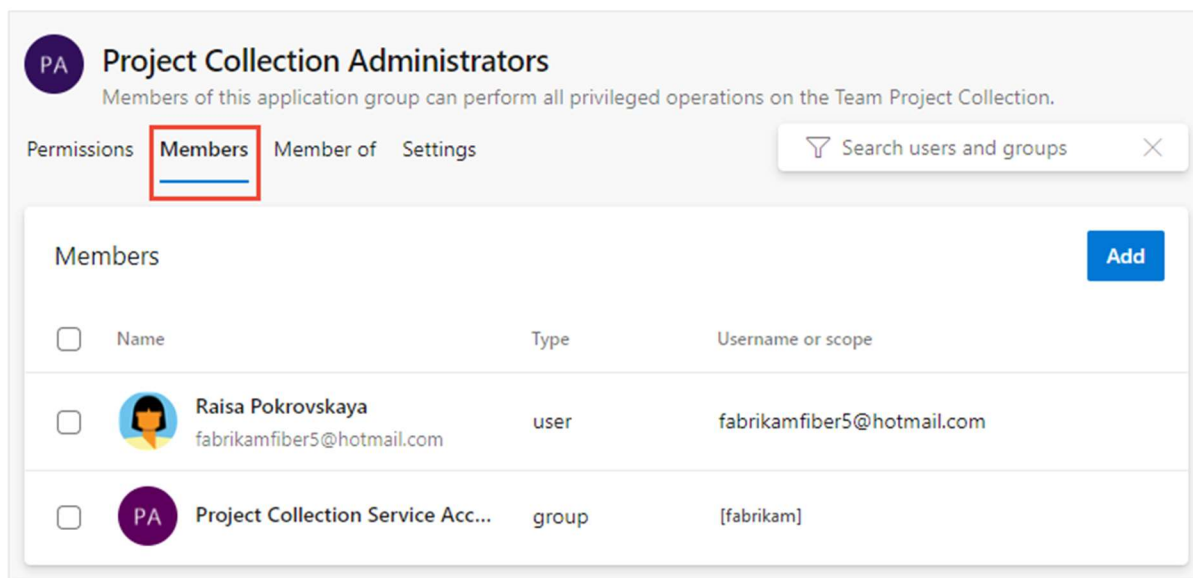 PA Project Collection Administrators
Members of this application group can perform all privileged operations on the Team Project Collection.
Permissions Members Member of Settings Search users and groups
Members Add
Name Type Username or scope
Raisa Pokrovskaya
fabrikamfiber5@hotmail.com user fabrikamfiber5@hotmail.com
PA Project Collection Service Acc... group [fabrikam]